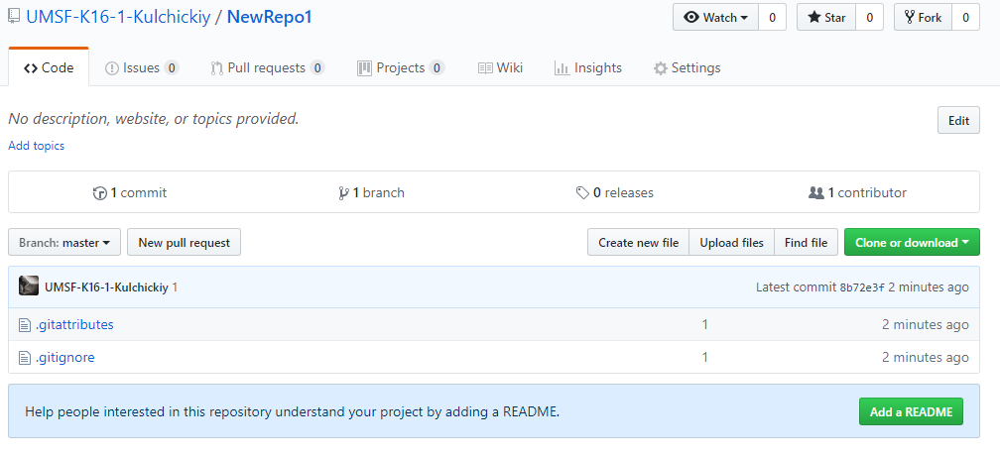 UMSF-K16-1-Kulchickiy / NewRepo1 Watch 0 Star 0 Fork 0
Code Issues 0 Pull requests 0 Projects 0 Wiki Insights Settings
No description, website, or topics provided. Edit
Add topics
1 commit 1 branch 0 releases 1 contributor
Branch: master New pull request Create new file Upload files Find file Clone or download
UMSF-K16-1-Kulchickiy 1 Latest commit 8b72e3f 2 minutes ago
.gitattributes 1 2 minutes ago
.gitignore 1 2 minutes ago
Help people interested in this repository understand your project by adding a README. Add a README